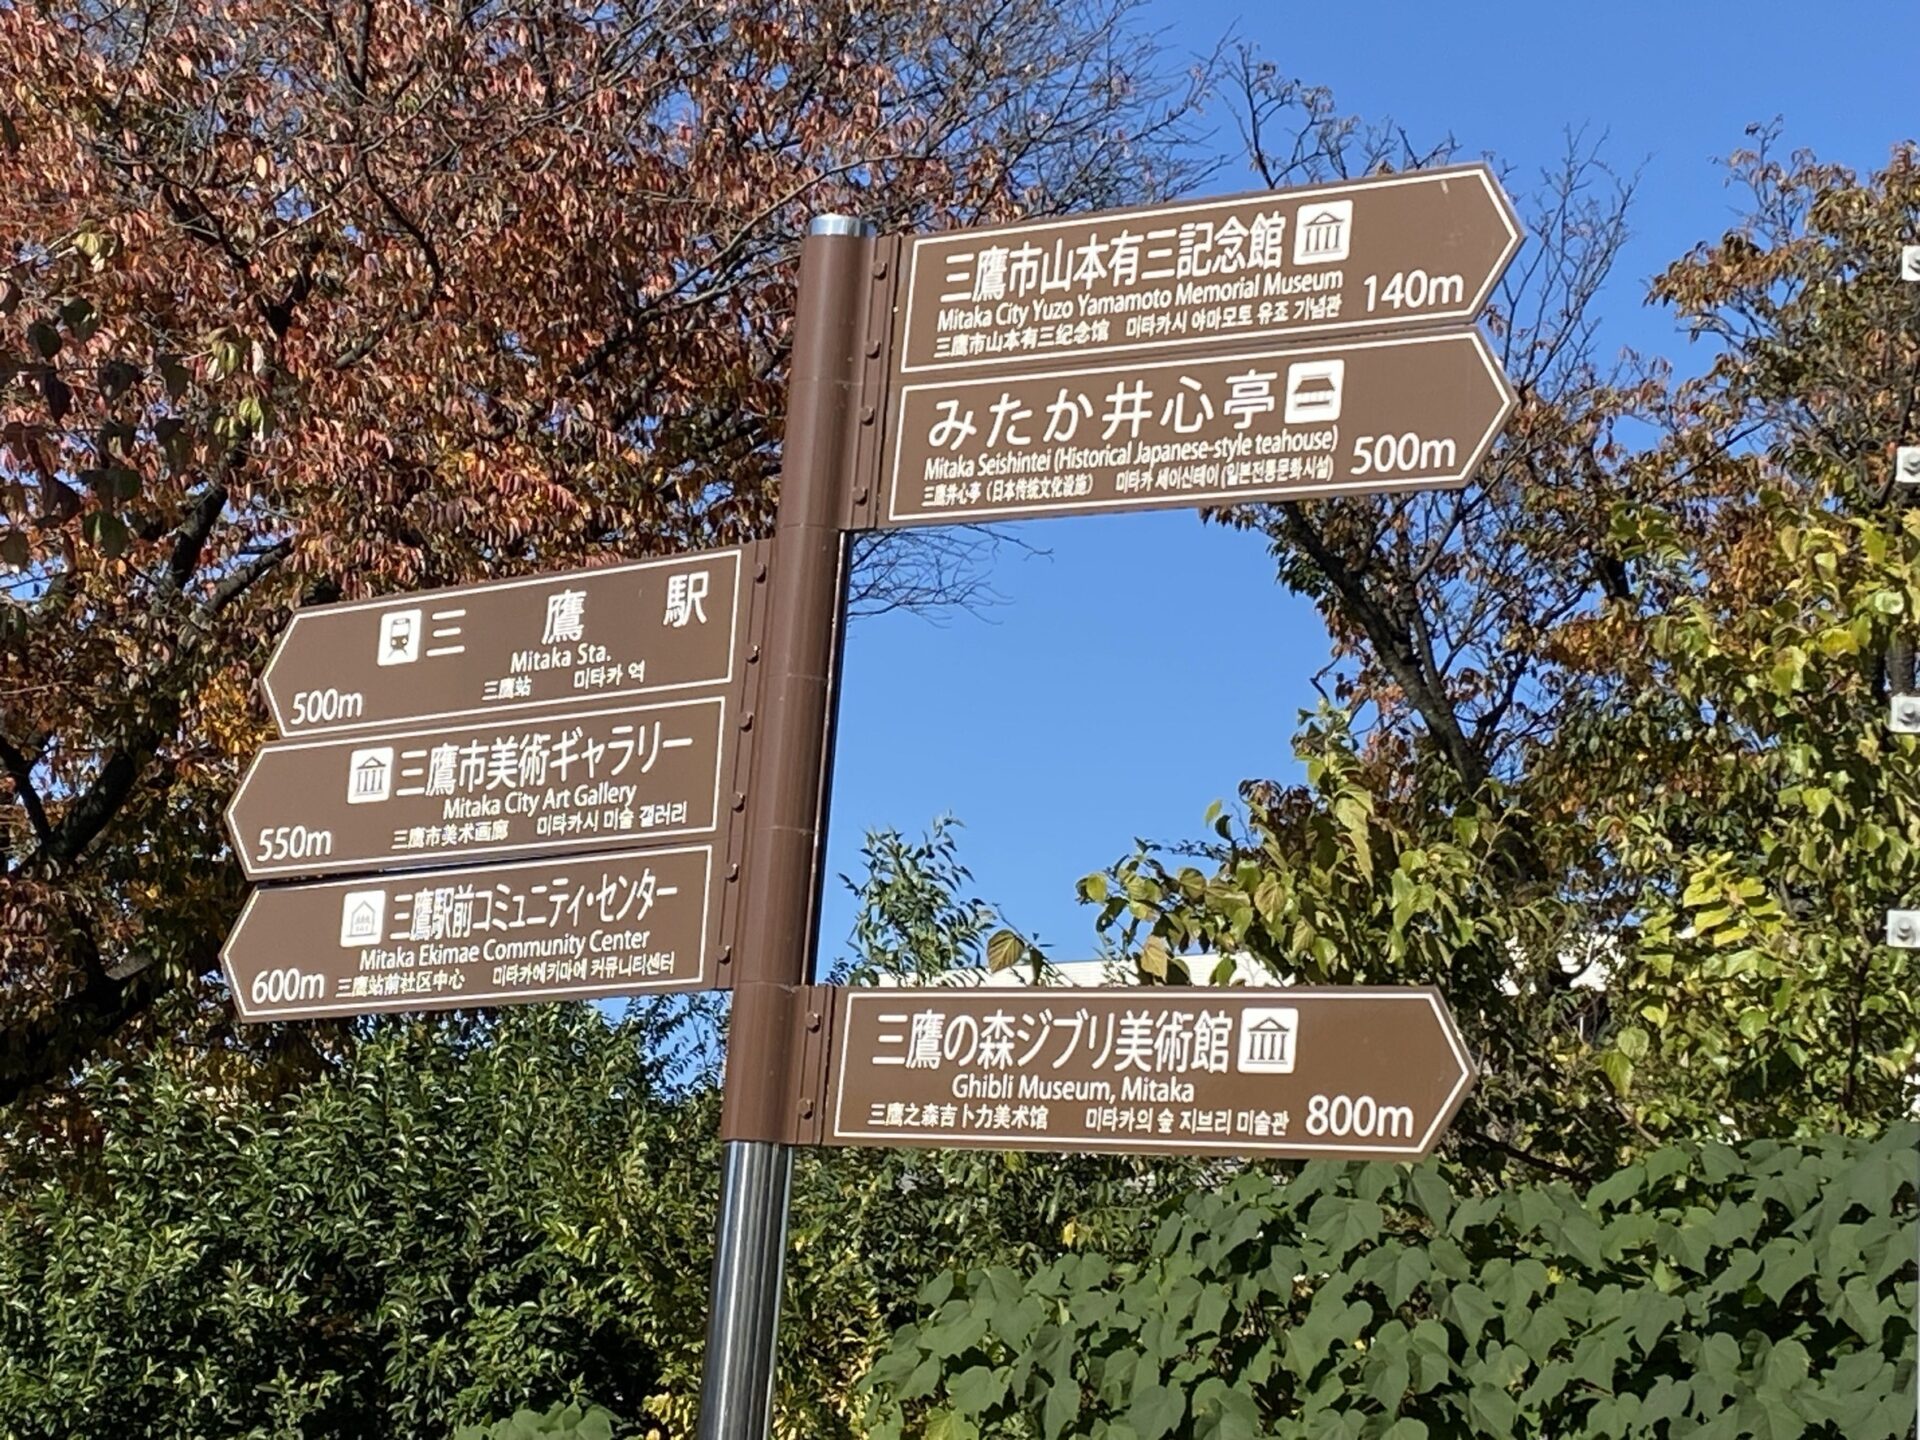 三鷹市山本有三記念館
Mitaka City Yuzo Yamamoto Memorial Museum
三鷹市山本有三纪念馆 미타카시 야마모토 유죠 기념관
140m
みたか井心亭
Mitaka Seishintei (Historical Japanese-style teahouse)
三鷹井心亭（日本传统文化设施） 미타카 세이신테이 (일본전통문화시설)
500m
三鷹駅
Mitaka Sta.
三鹰站 미타카 역
500m
三鷹市美術ギャラリー
Mitaka City Art Gallery
三鹰市美术画廊 미타카시 미술 갤러리
550m
三鷹駅前コミュニティ・センター
Mitaka Ekimae Community Center
三鹰站前社区中心 미타카에키마에 커뮤니티센터
600m
三鷹の森ジブリ美術館
Ghibli Museum, Mitaka
三鹰之森吉卜力美术馆 미타카의 숲 지브리 미술관
800m